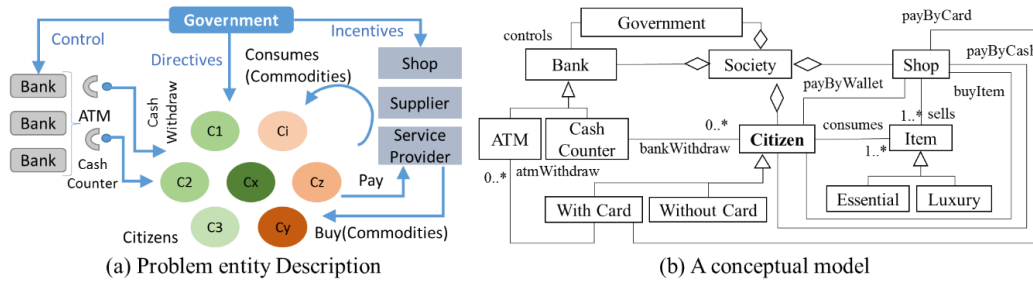 Government
Control
Incentives
Directives
Consumes
(Commodities)
Bank
Bank
Bank
ATM
Cash
Counter
Cash
Withdraw
Shop
Supplier
Service
Provider
C1
Ci
C2
Cx
Cz
C3
Cy
Pay
Citizens
Buy(Commodities)
(a) Problem entity Description
Government
payByCard
controls
payByCash
Bank
Society
Shop
payByWallet
buyItem
ATM
Cash
Counter
0..*
1..*
sells
Citizen
consumes
Item
bankWithdraw
1..*
0..*
atmWithdraw
With Card
Without Card
Essential
Luxury
(b) A conceptual model